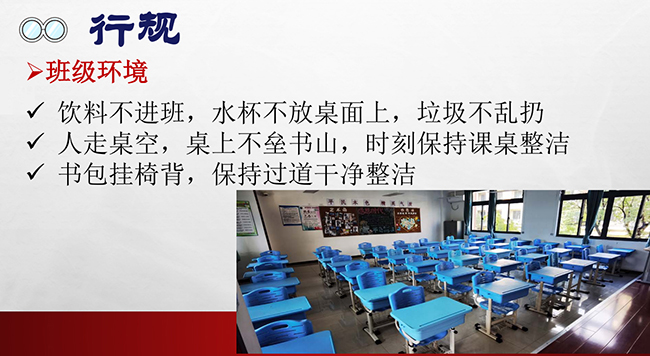 行规
班级环境
饮料不进班，水杯不放桌面上，垃圾不乱扔
人走桌空，桌上不垒书山，时刻保持课桌整洁
书包挂椅背，保持过道干净整洁